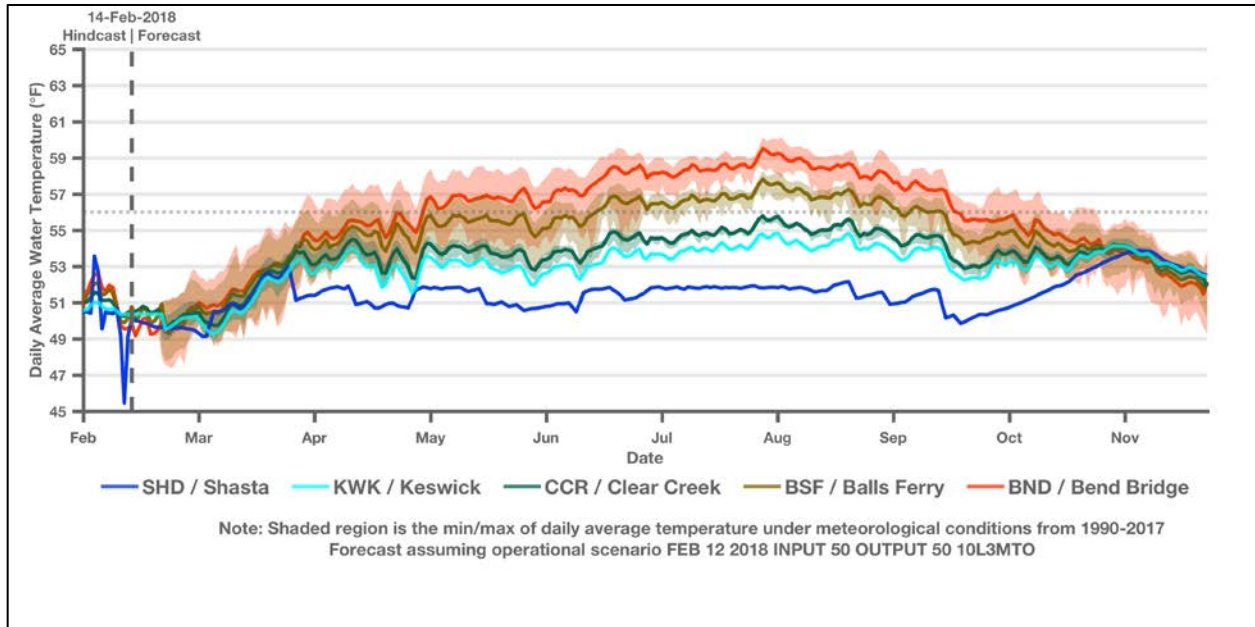 14-Feb-2018
Hindcast | Forecast
65
63
61
59
57
55
53
51
49
47
45
Daily Average Water Temperature (°F)
Feb Mar Apr May Jun Jul Aug Sep Oct Nov
Date
SHD / Shasta KWK / Keswick CCR / Clear Creek BSF / Balls Ferry BND / Bend Bridge
Note: Shaded region is the min/max of daily average temperature under meteorological conditions from 1990-2017
Forecast assuming operational scenario FEB 12 2018 INPUT 50 OUTPUT 50 10L3MTO